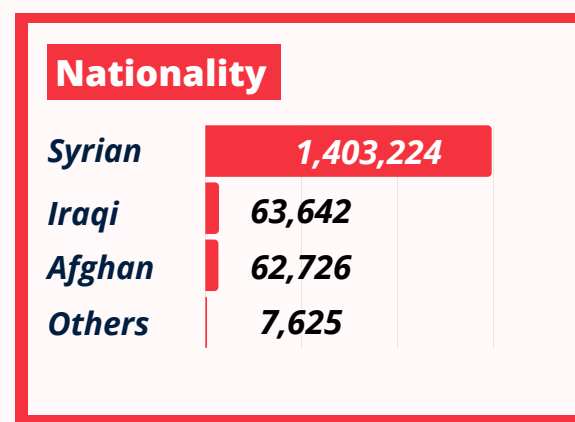 Nationality
Syrian 1,403,224
Iraqi 63,642
Afghan 62,726
Others 7,625